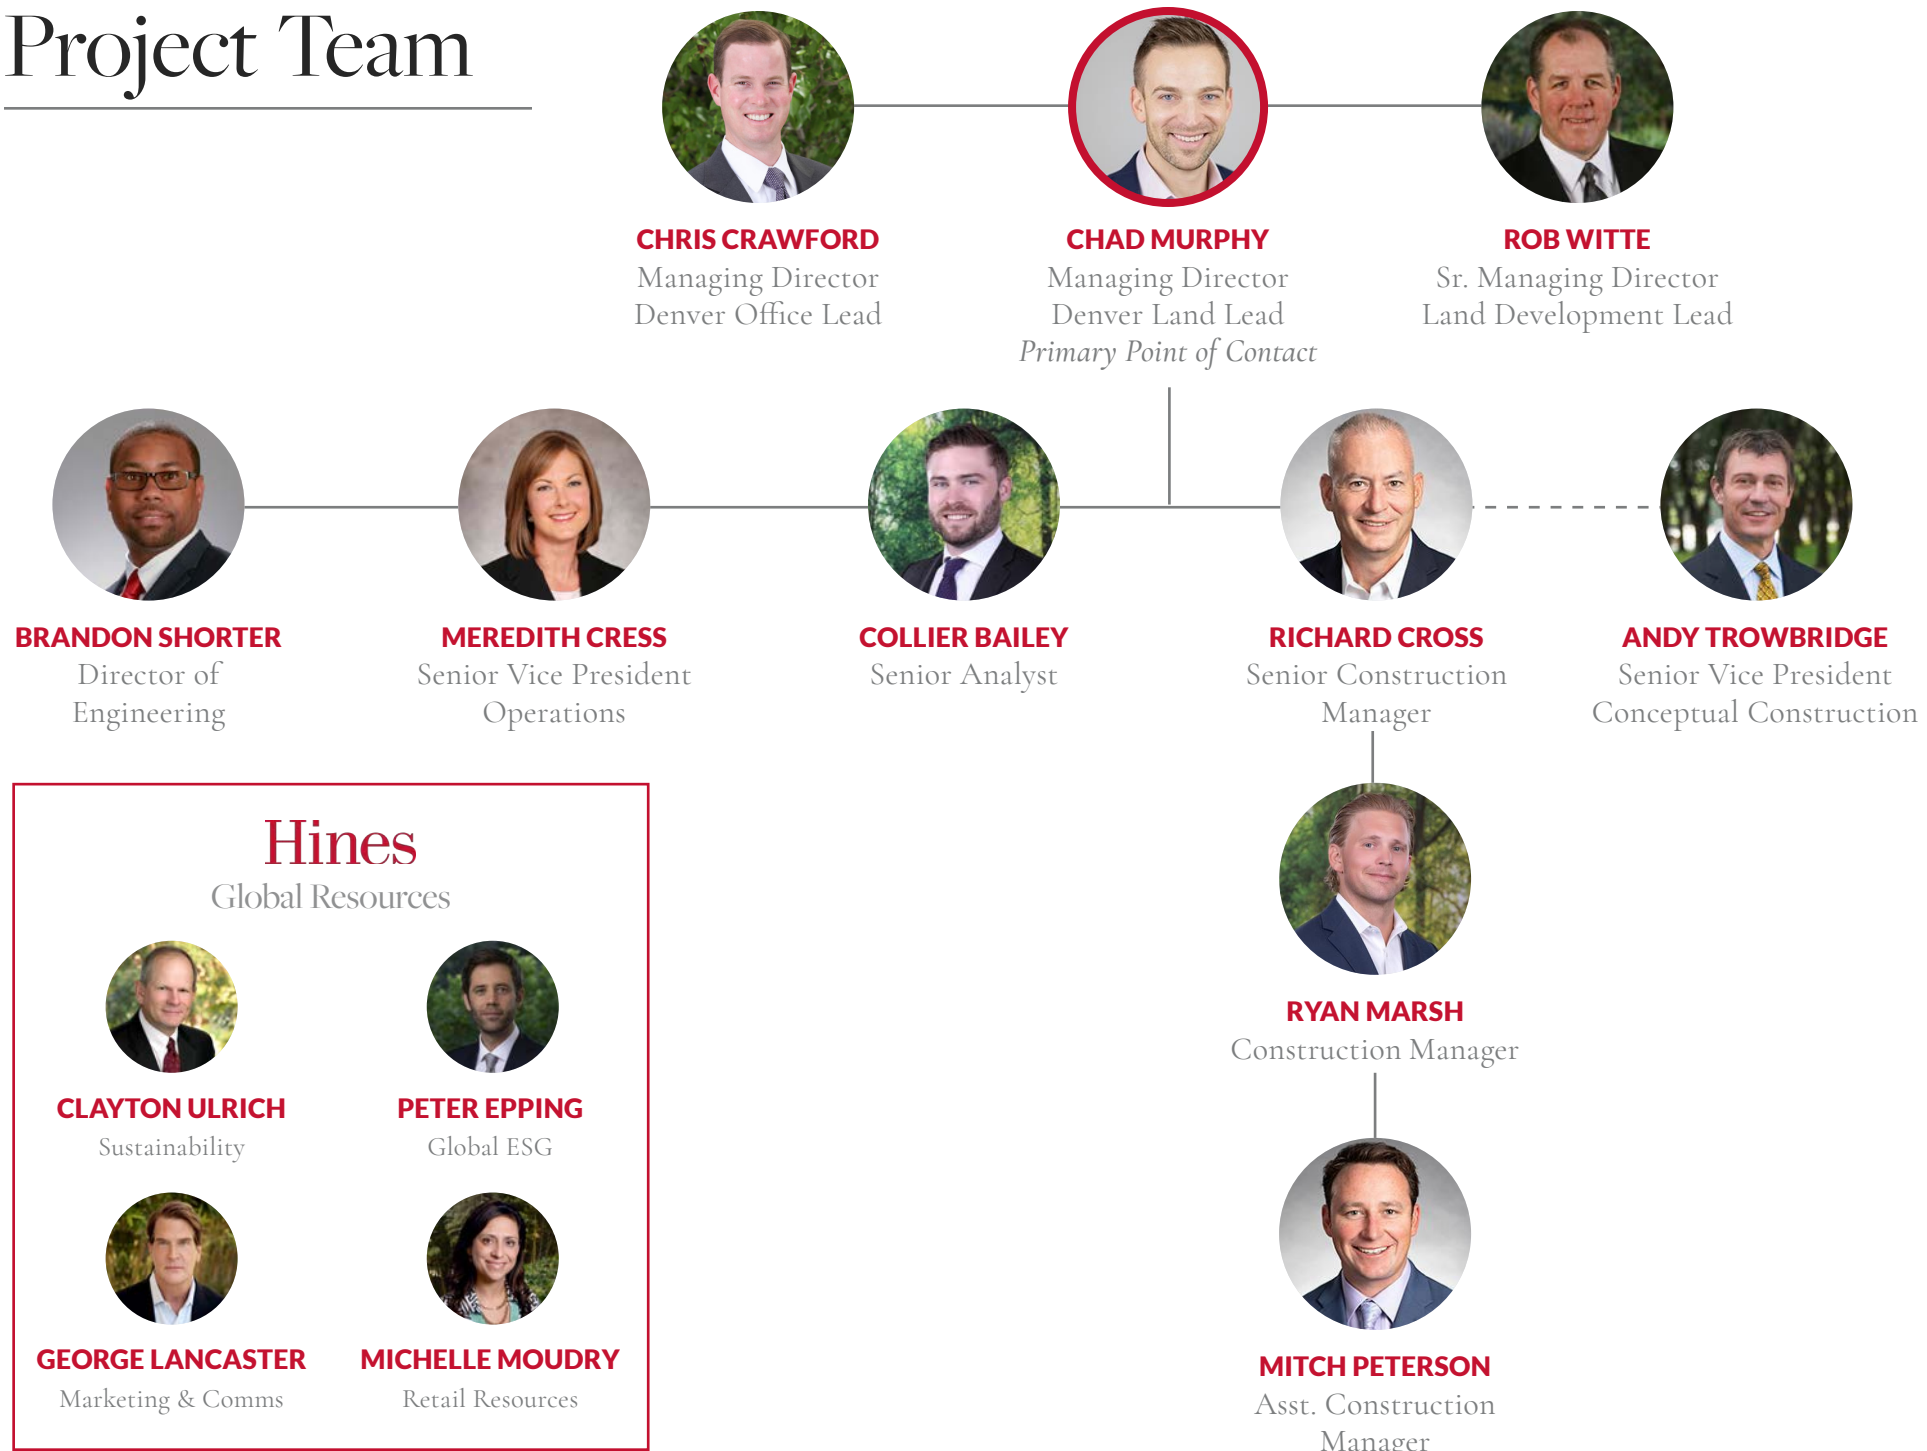 Project Team
CHRIS CRAWFORD
Managing Director
Denver Office Lead
CHAD MURPHY
Managing Director
Denver Land Lead
Primary Point of Contact
ROB WITTE
Sr. Managing Director
Land Development Lead
BRANDON SHORTER
Director of
Engineering
MEREDITH CRESS
Senior Vice President
Operations
COLLIER BAILEY
Senior Analyst
RICHARD CROSS
Senior Construction
Manager
ANDY TROWBRIDGE
Senior Vice President
Conceptual Construction
RYAN MARSH
Construction Manager
MITCH PETERSON
Asst. Construction
Manager
Hines
Global Resources
CLAYTON ULRICH
Sustainability
PETER EPPING
Global ESG
GEORGE LANCASTER
Marketing & Comms
MICHELLE MOUDRY
Retail Resources